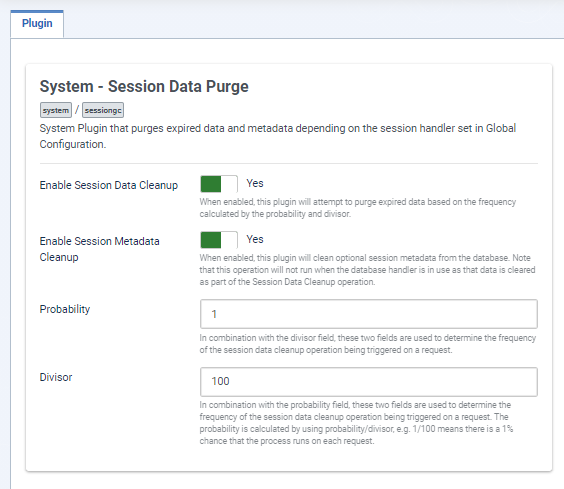 Plugin
System - Session Data Purge
system / sessiongc
System Plugin that purges expired data and metadata depending on the session handler set in Global
Configuration.
Enable Session Data Cleanup
Yes
When enabled, this plugin will attempt to purge expired data based on the frequency
calculated by the probability and divisor.
Enable Session Metadata
Cleanup
Yes
When enabled, this plugin will clean optional session metadata from the database. Note
that this operation will not run when the database handler is in use as that data is cleared
as part of the Session Data Cleanup operation.
Probability
1
In combination with the divisor field, these two fields are used to determine the frequency
of the session data cleanup operation being triggered on a request.
Divisor
100
In combination with the probability field, these two fields are used to determine the
frequency of the session data cleanup operation being triggered on a request. The
probability is calculated by using probability/divisor, e.g. 1/100 means there is a 1%
chance that the process runs on each request.